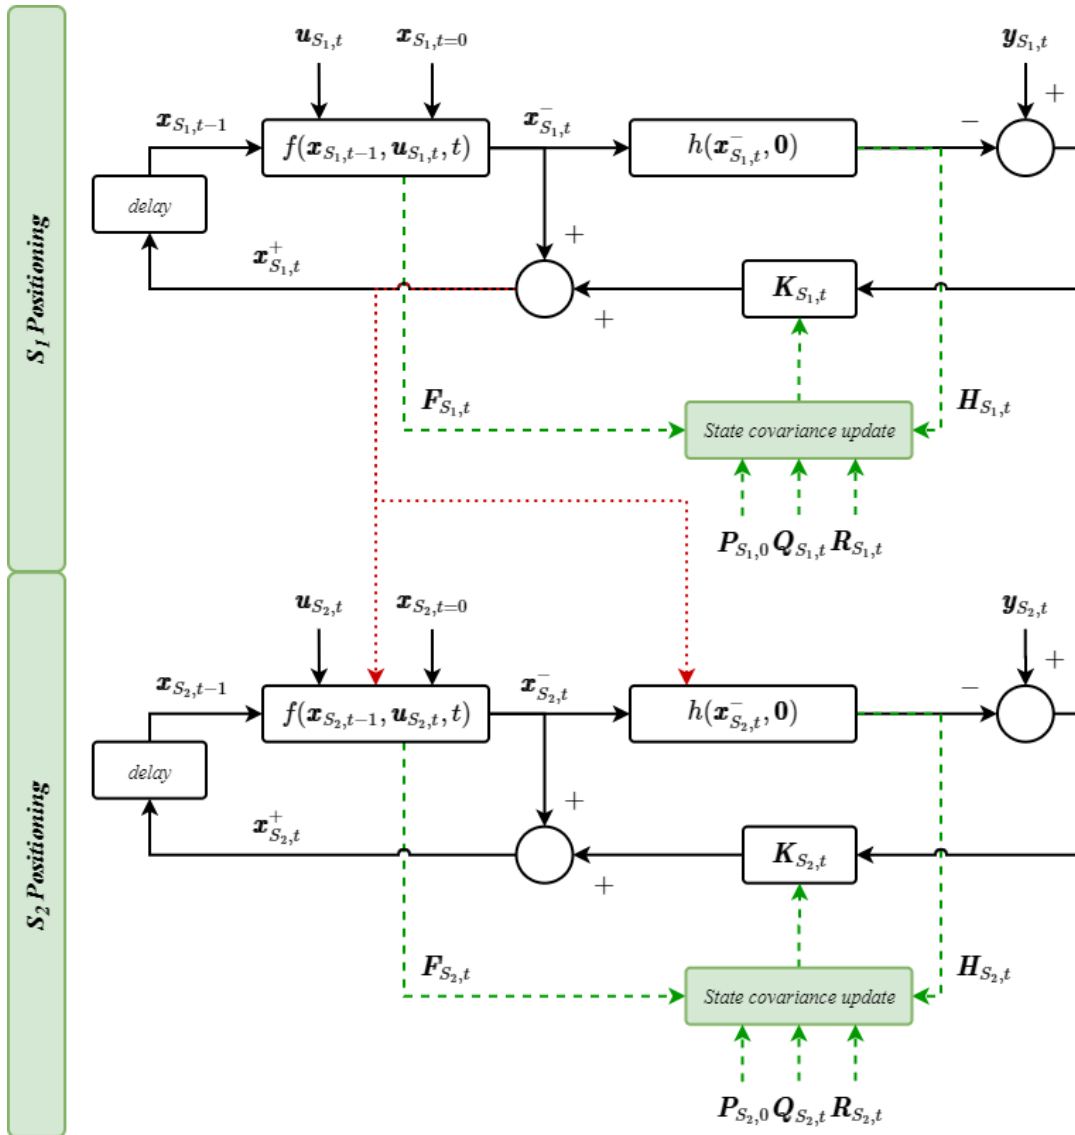 S₁ Positioning
𝒖_{S₁,t}
𝒙_{S₁,t=0}
𝒚_{S₁,t}
𝒙_{S₁,t−1}
f(𝒙_{S₁,t−1}, 𝒖_{S₁,t}, t)
𝒙⁻_{S₁,t}
h(𝒙⁻_{S₁,t}, 𝟎)
−
+
delay
𝒙⁺_{S₁,t}
+
+
𝑲_{S₁,t}
𝑭_{S₁,t}
State covariance update
𝑯_{S₁,t}
𝑷_{S₁,0} 𝑸_{S₁,t} 𝑹_{S₁,t}
S₂ Positioning
𝒖_{S₂,t}
𝒙_{S₂,t=0}
𝒚_{S₂,t}
𝒙_{S₂,t−1}
f(𝒙_{S₂,t−1}, 𝒖_{S₂,t}, t)
𝒙⁻_{S₂,t}
h(𝒙⁻_{S₂,t}, 𝟎)
−
+
delay
𝒙⁺_{S₂,t}
+
+
𝑲_{S₂,t}
𝑭_{S₂,t}
State covariance update
𝑯_{S₂,t}
𝑷_{S₂,0} 𝑸_{S₂,t} 𝑹_{S₂,t}